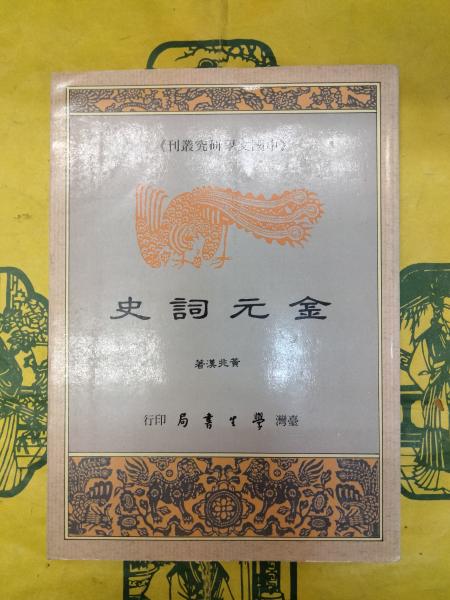 《中國文學研究叢刊》
金元詞史
黃兆漢著
臺灣學生書局印行